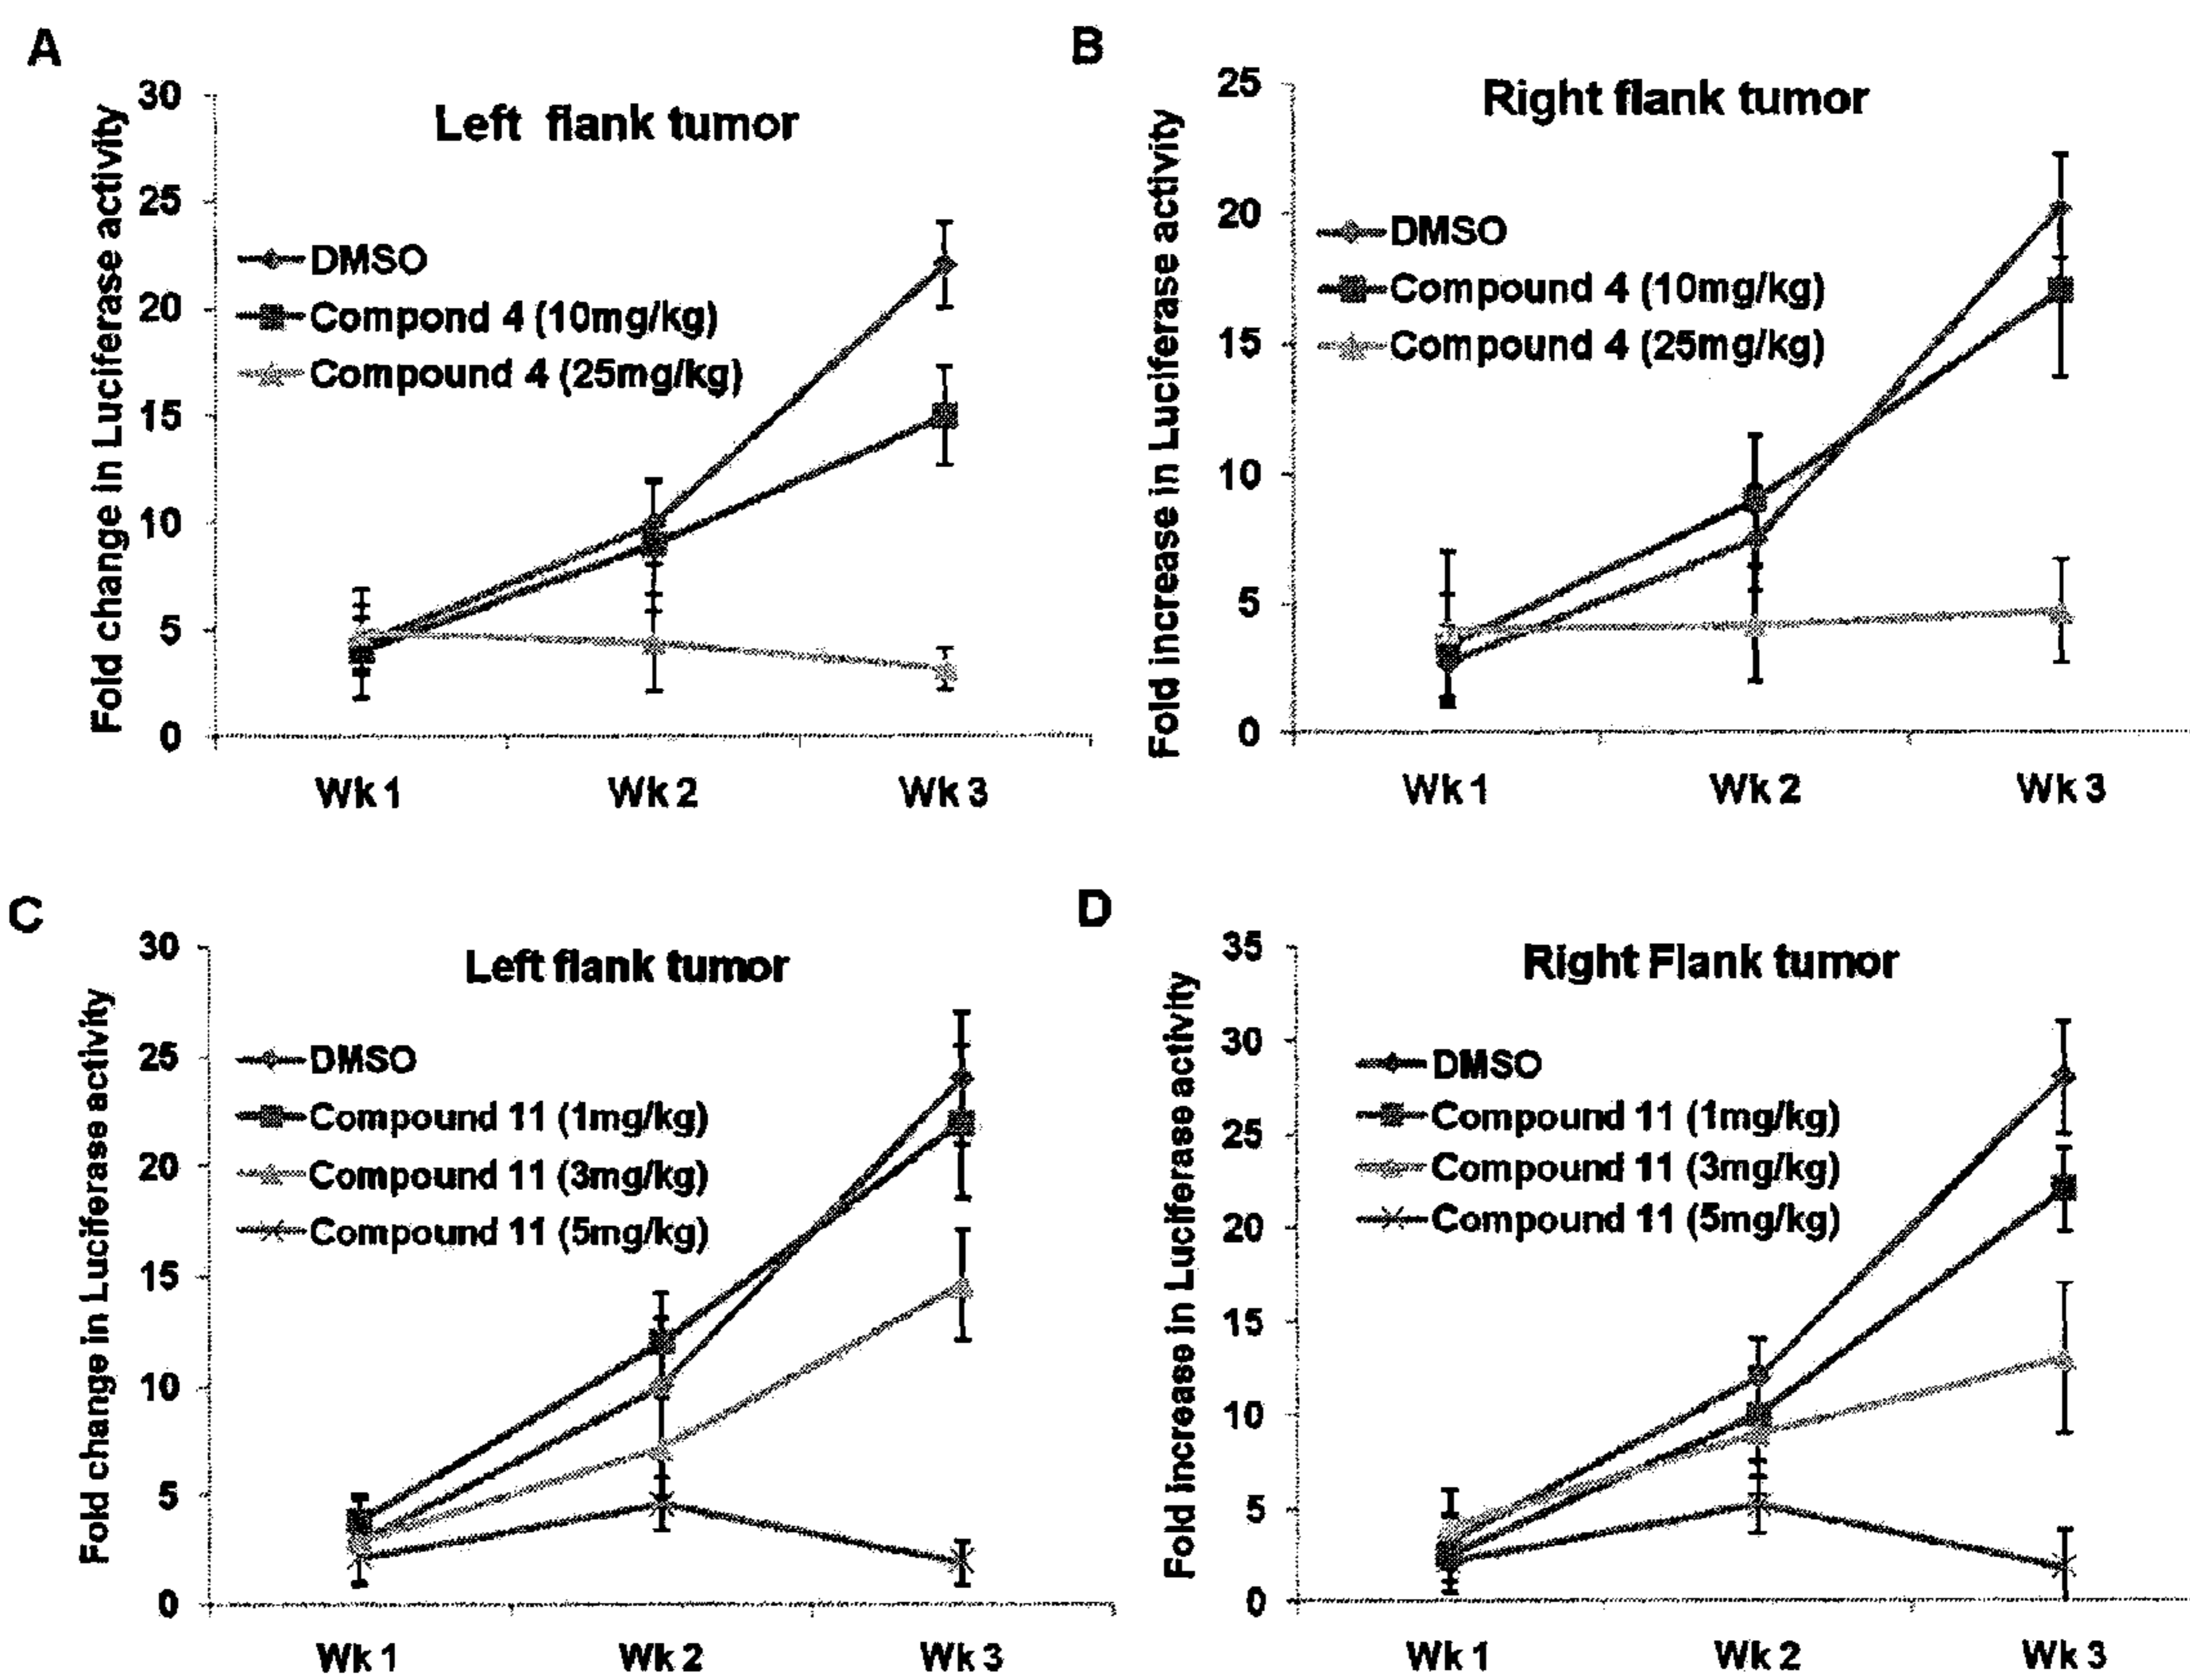 A
Left flank tumor
Fold change in Luciferase activity
30
25
20
15
10
5
0
DMSO
Compond 4 (10mg/kg)
Compound 4 (25mg/kg)
Wk 1
Wk 2
Wk 3
B
Right flank tumor
Fold increase in Luciferase activity
25
20
15
10
5
0
DMSO
Compound 4 (10mg/kg)
Compound 4 (25mg/kg)
Wk 1
Wk 2
Wk 3
C
Left flank tumor
Fold change in Luciferase activity
30
25
20
15
10
5
0
DMSO
Compound 11 (1mg/kg)
Compound 11 (3mg/kg)
Compound 11 (5mg/kg)
Wk 1
Wk 2
Wk 3
D
Right Flank tumor
Fold increase in Luciferase activity
35
30
25
20
15
10
5
0
DMSO
Compound 11 (1mg/kg)
Compound 11 (3mg/kg)
Compound 11 (5mg/kg)
Wk 1
Wk 2
Wk 3